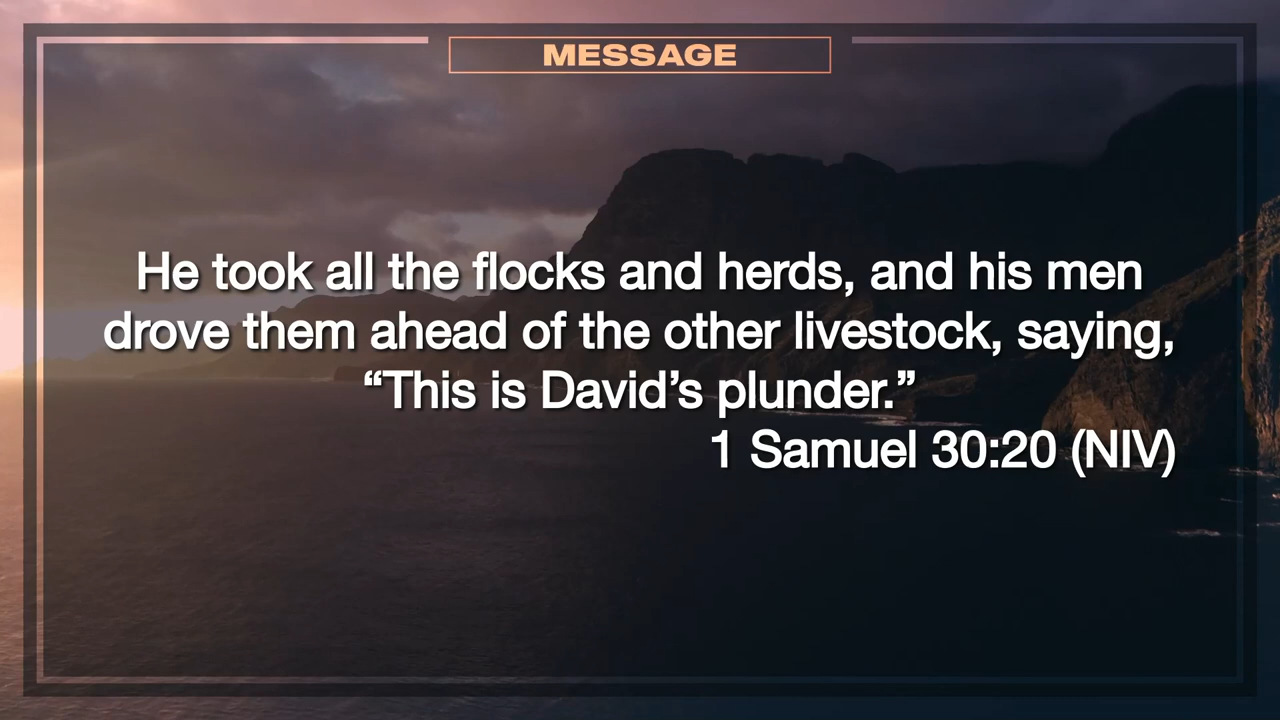 MESSAGE
He took all the flocks and herds, and his men
drove them ahead of the other livestock, saying,
“This is David’s plunder.”
1 Samuel 30:20 (NIV)